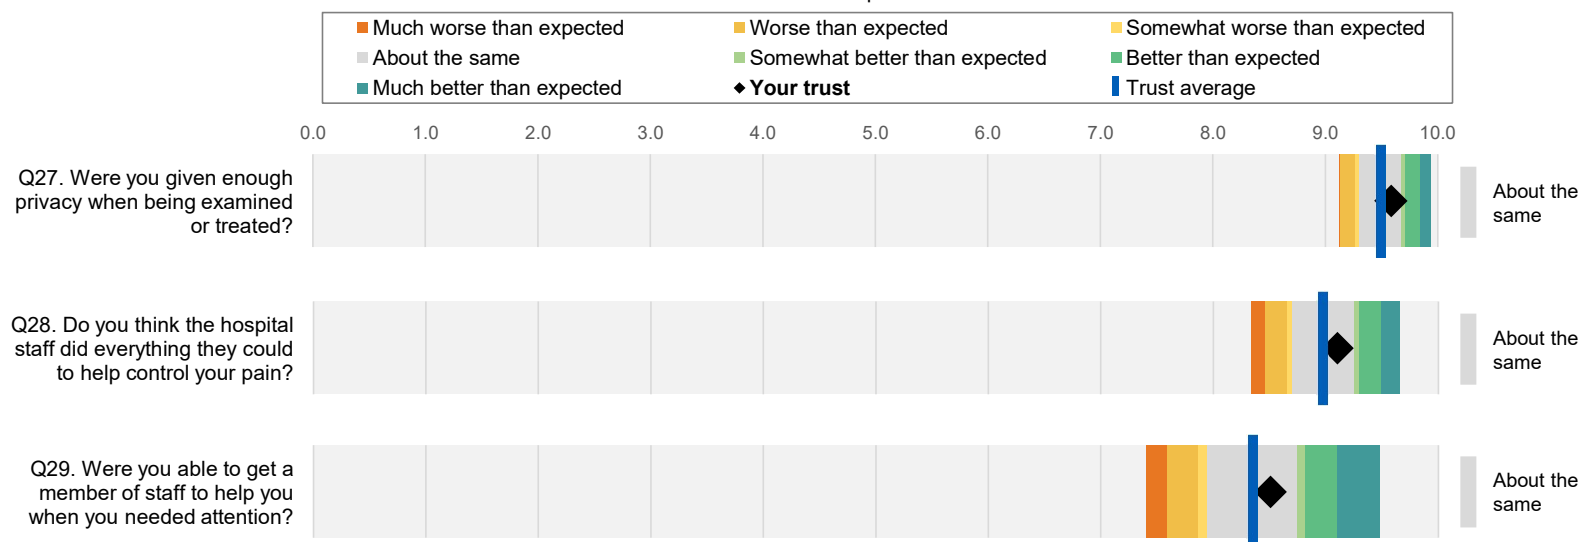 Much worse than expected
Worse than expected
Somewhat worse than expected
About the same
Somewhat better than expected
Better than expected
Much better than expected
Your trust
Trust average
0.0 1.0 2.0 3.0 4.0 5.0 6.0 7.0 8.0 9.0 10.0
Q27. Were you given enough
privacy when being examined
or treated?
About the
same
Q28. Do you think the hospital
staff did everything they could
to help control your pain?
About the
same
Q29. Were you able to get a
member of staff to help you
when you needed attention?
About the
same